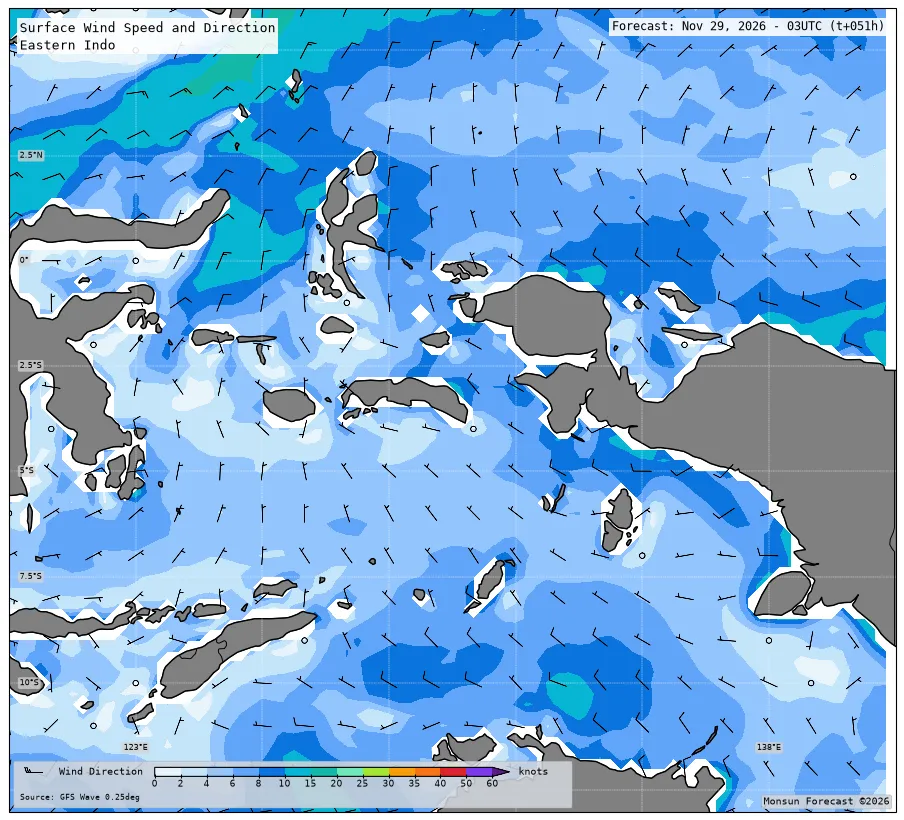 Surface Wind Speed and Direction
Eastern Indo
Forecast: Nov 29, 2026 - 03UTC (t+051h)
2.5°N
0°
2.5°S
5°S
7.5°S
10°S
123°E
138°E
Wind Direction
knots
0 2 4 6 8 10 15 20 25 30 35 40 50 60
Source: GFS Wave 0.25deg
Monsun Forecast ©2026